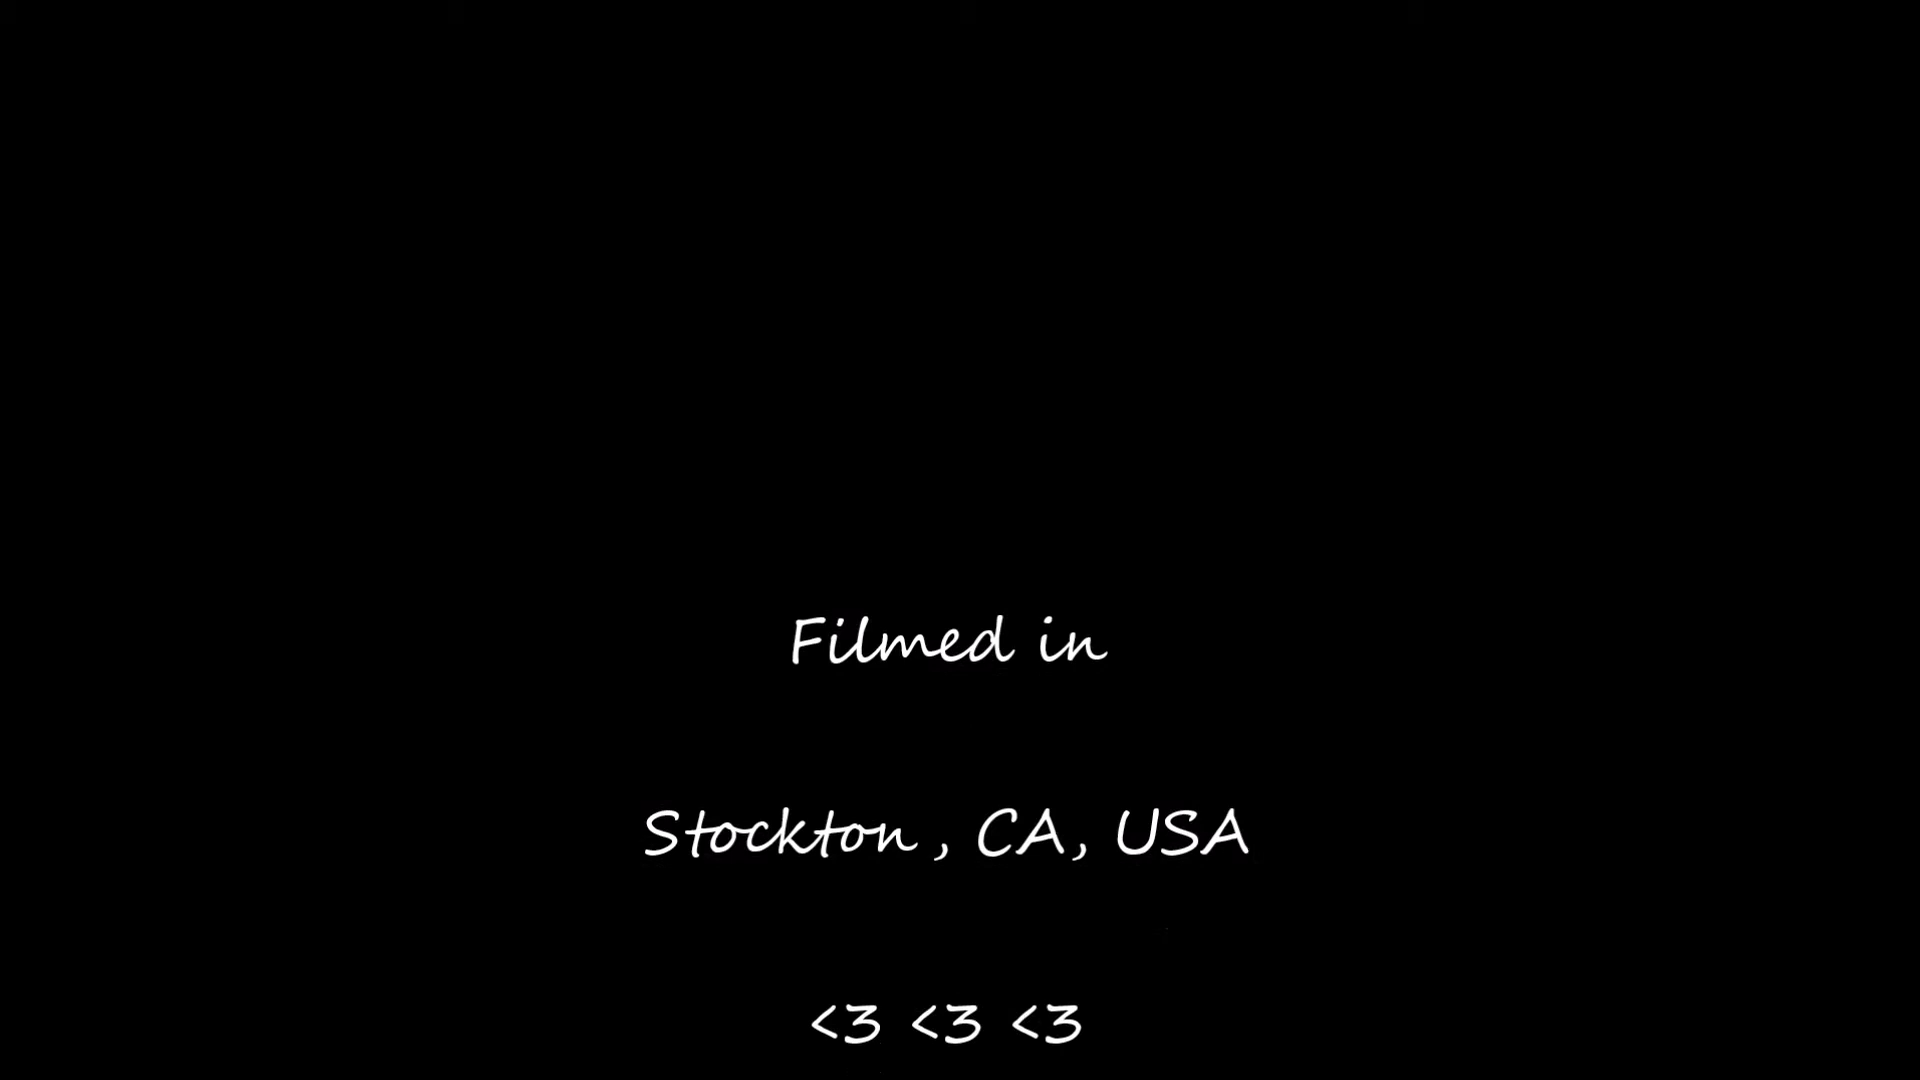 Filmed in
Stockton , CA, USA
<3 <3 <3